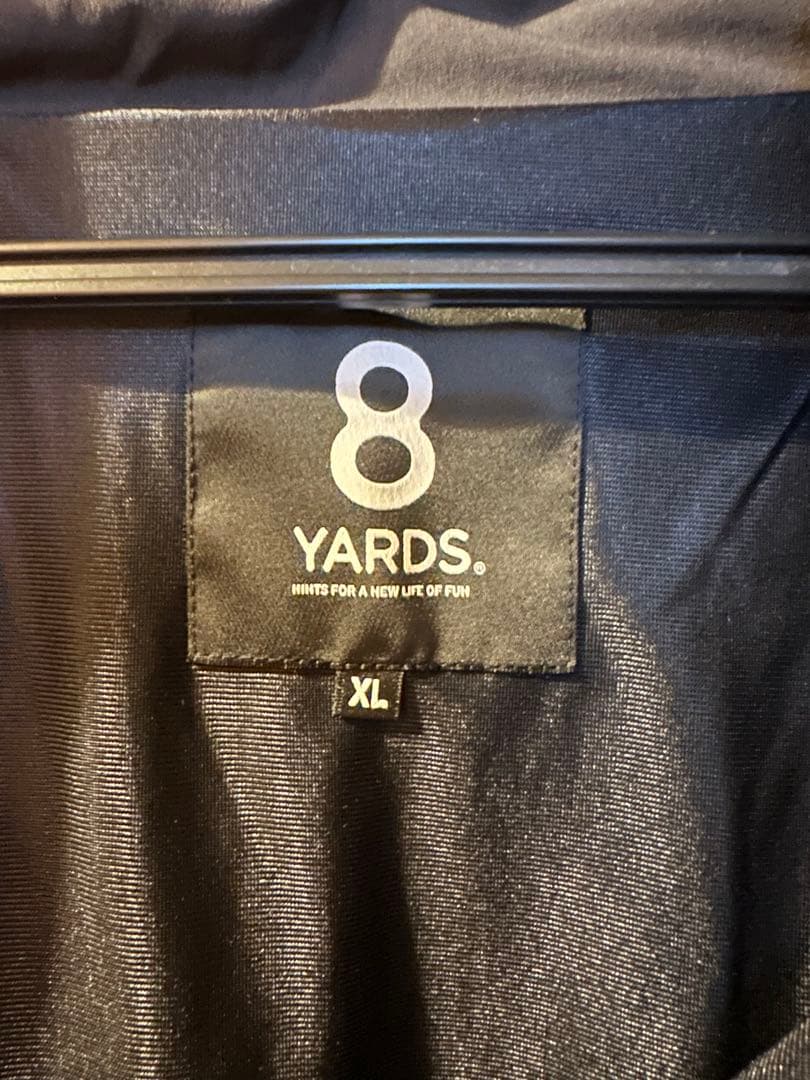 8
YARDS.®
HINTS FOR A NEW LIFE OF FUN
XL